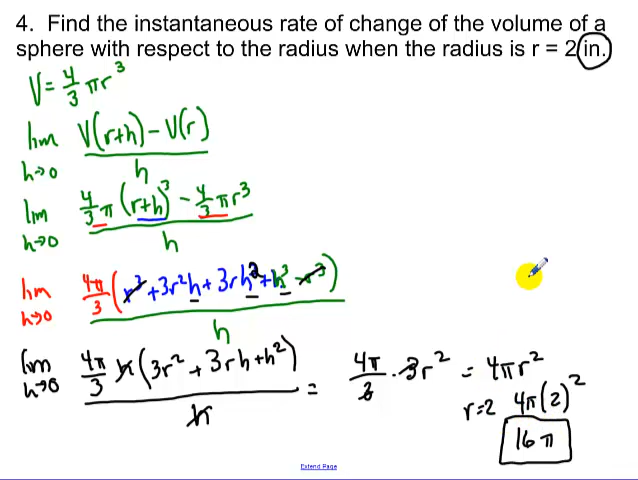 4. Find the instantaneous rate of change of the volume of a
sphere with respect to the radius when the radius is r = 2 in.
V = 4/3 πr³
lim h→0 (V(r+h) − V(r)) / h
lim h→0 (4/3 π (r+h)³ − 4/3 πr³) / h
lim h→0 (4π/3 (r³ + 3r²h + 3rh² + h³ − r³)) / h
lim h→0 (4π/3 h(3r² + 3rh + h²)) / h = 4π/3 · 3r² = 4πr²
r=2 4π(2)²
16π
Extend Page